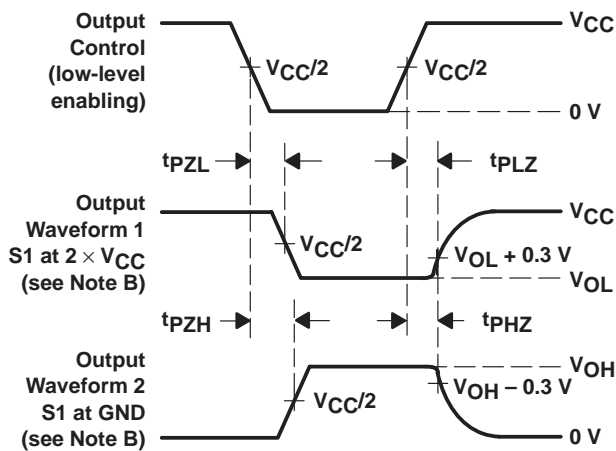 Output
Control
(low-level
enabling)
VCC
VCC/2
VCC/2
0 V
tPZL
tPLZ
Output
Waveform 1
S1 at 2 × VCC
(see Note B)
VCC
VCC/2
VOL + 0.3 V
VOL
tPZH
tPHZ
Output
Waveform 2
S1 at GND
(see Note B)
VOH
VOH – 0.3 V
VCC/2
0 V